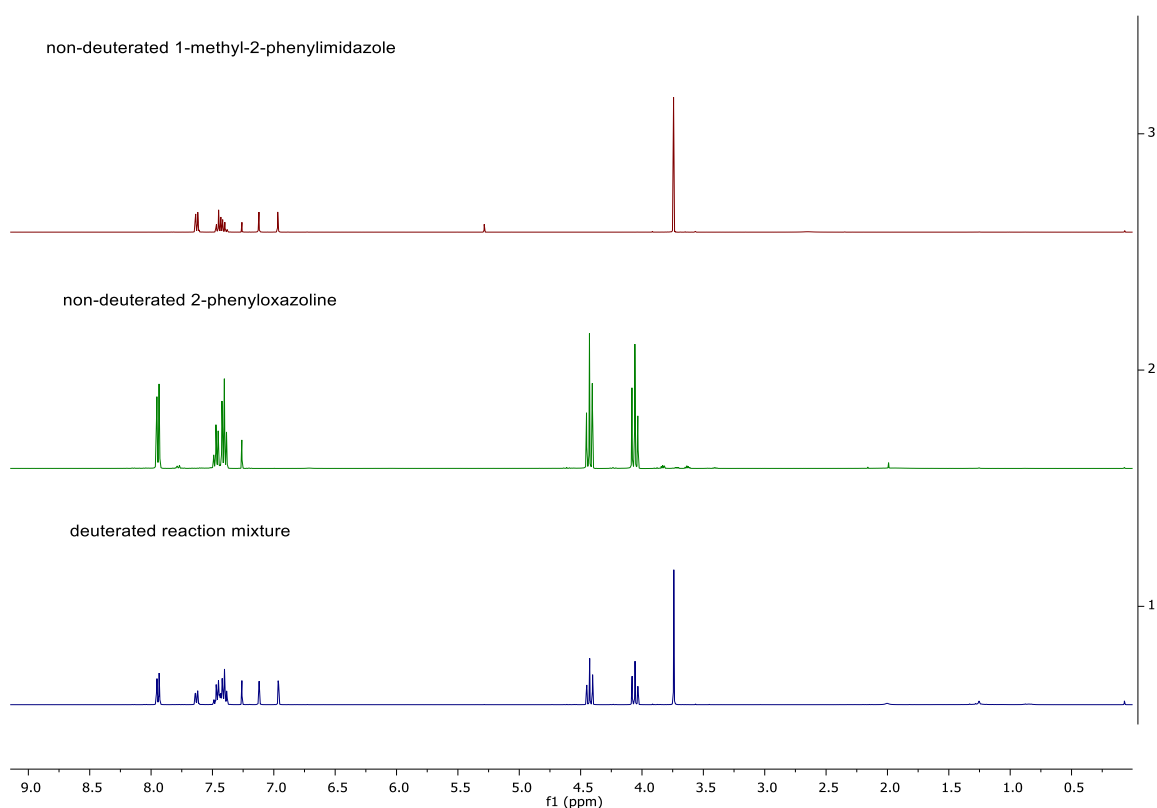 non-deuterated 1-methyl-2-phenylimidazole
3
non-deuterated 2-phenyloxazoline
2
deuterated reaction mixture
1
9.0 8.5 8.0 7.5 7.0 6.5 6.0 5.5 5.0 4.5 4.0 3.5 3.0 2.5 2.0 1.5 1.0 0.5
f1 (ppm)